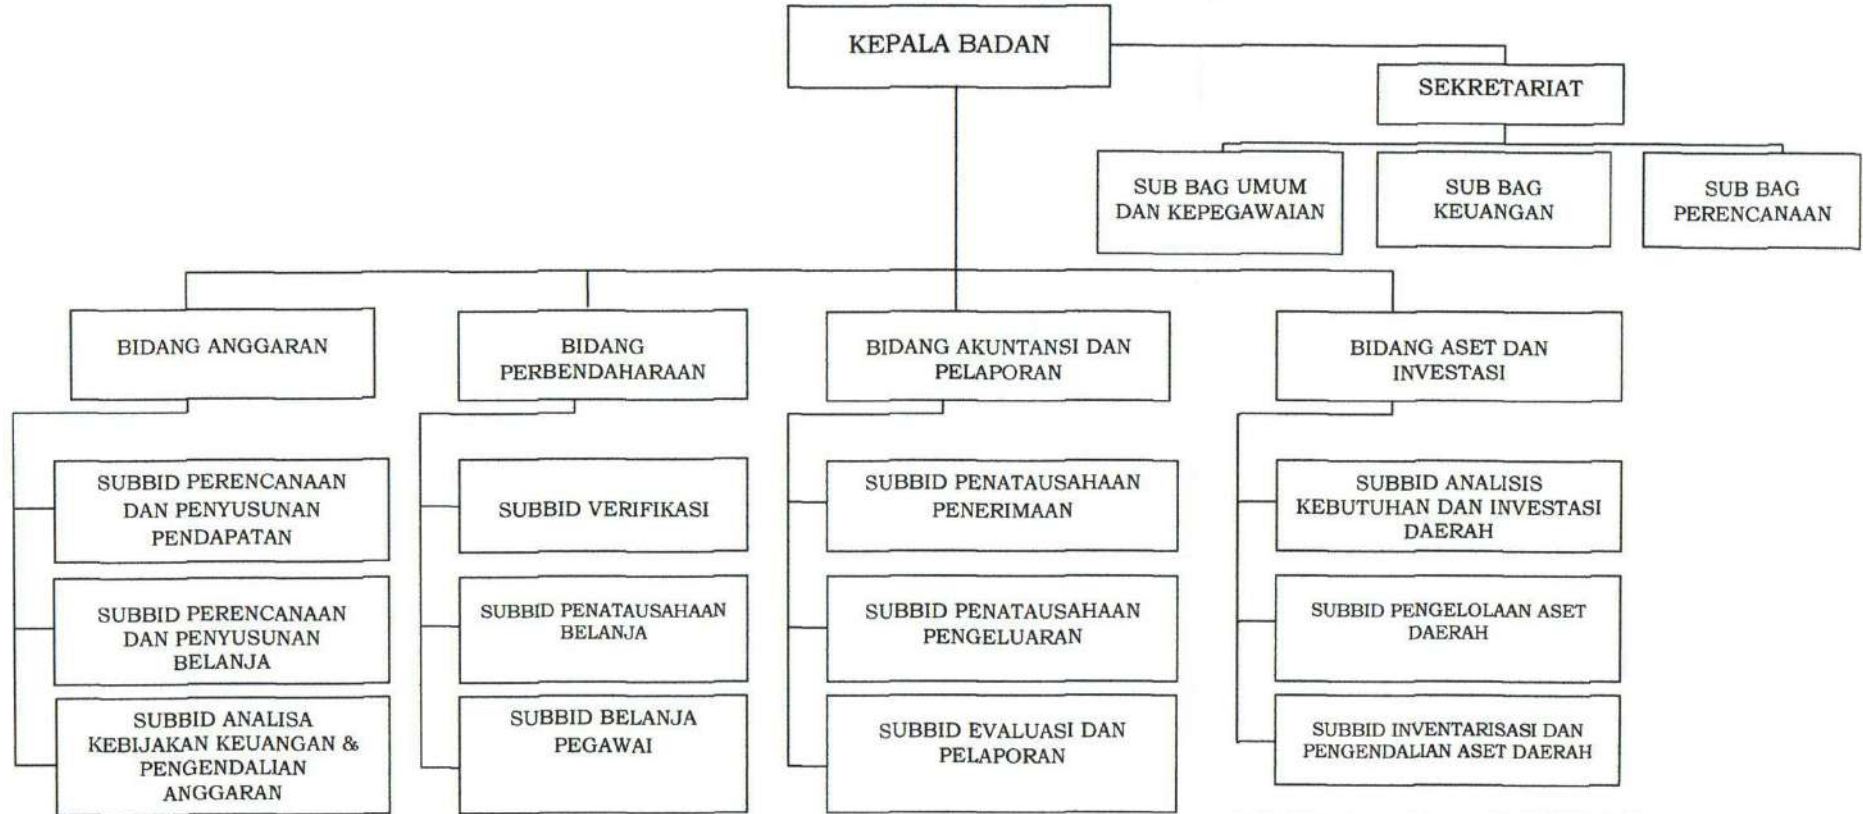 KEPALA BADAN
SEKRETARIAT
SUB BAG UMUM
DAN KEPEGAWAIAN
SUB BAG
KEUANGAN
SUB BAG
PERENCANAAN
BIDANG ANGGARAN
BIDANG
PERBENDAHARAAN
BIDANG AKUNTANSI DAN
PELAPORAN
BIDANG ASET DAN
INVESTASI
SUBBID PERENCANAAN
DAN PENYUSUNAN
PENDAPATAN
SUBBID VERIFIKASI
SUBBID PENATAUSAHAAN
PENERIMAAN
SUBBID ANALISIS
KEBUTUHAN DAN INVESTASI
DAERAH
SUBBID PERENCANAAN
DAN PENYUSUNAN
BELANJA
SUBBID PENATAUSAHAAN
BELANJA
SUBBID PENATAUSAHAAN
PENGELUARAN
SUBBID PENGELOLAAN ASET
DAERAH
SUBBID ANALISA
KEBIJAKAN KEUANGAN &
PENGENDALIAN
ANGGARAN
SUBBID BELANJA
PEGAWAI
SUBBID EVALUASI DAN
PELAPORAN
SUBBID INVENTARISASI DAN
PENGENDALIAN ASET DAERAH